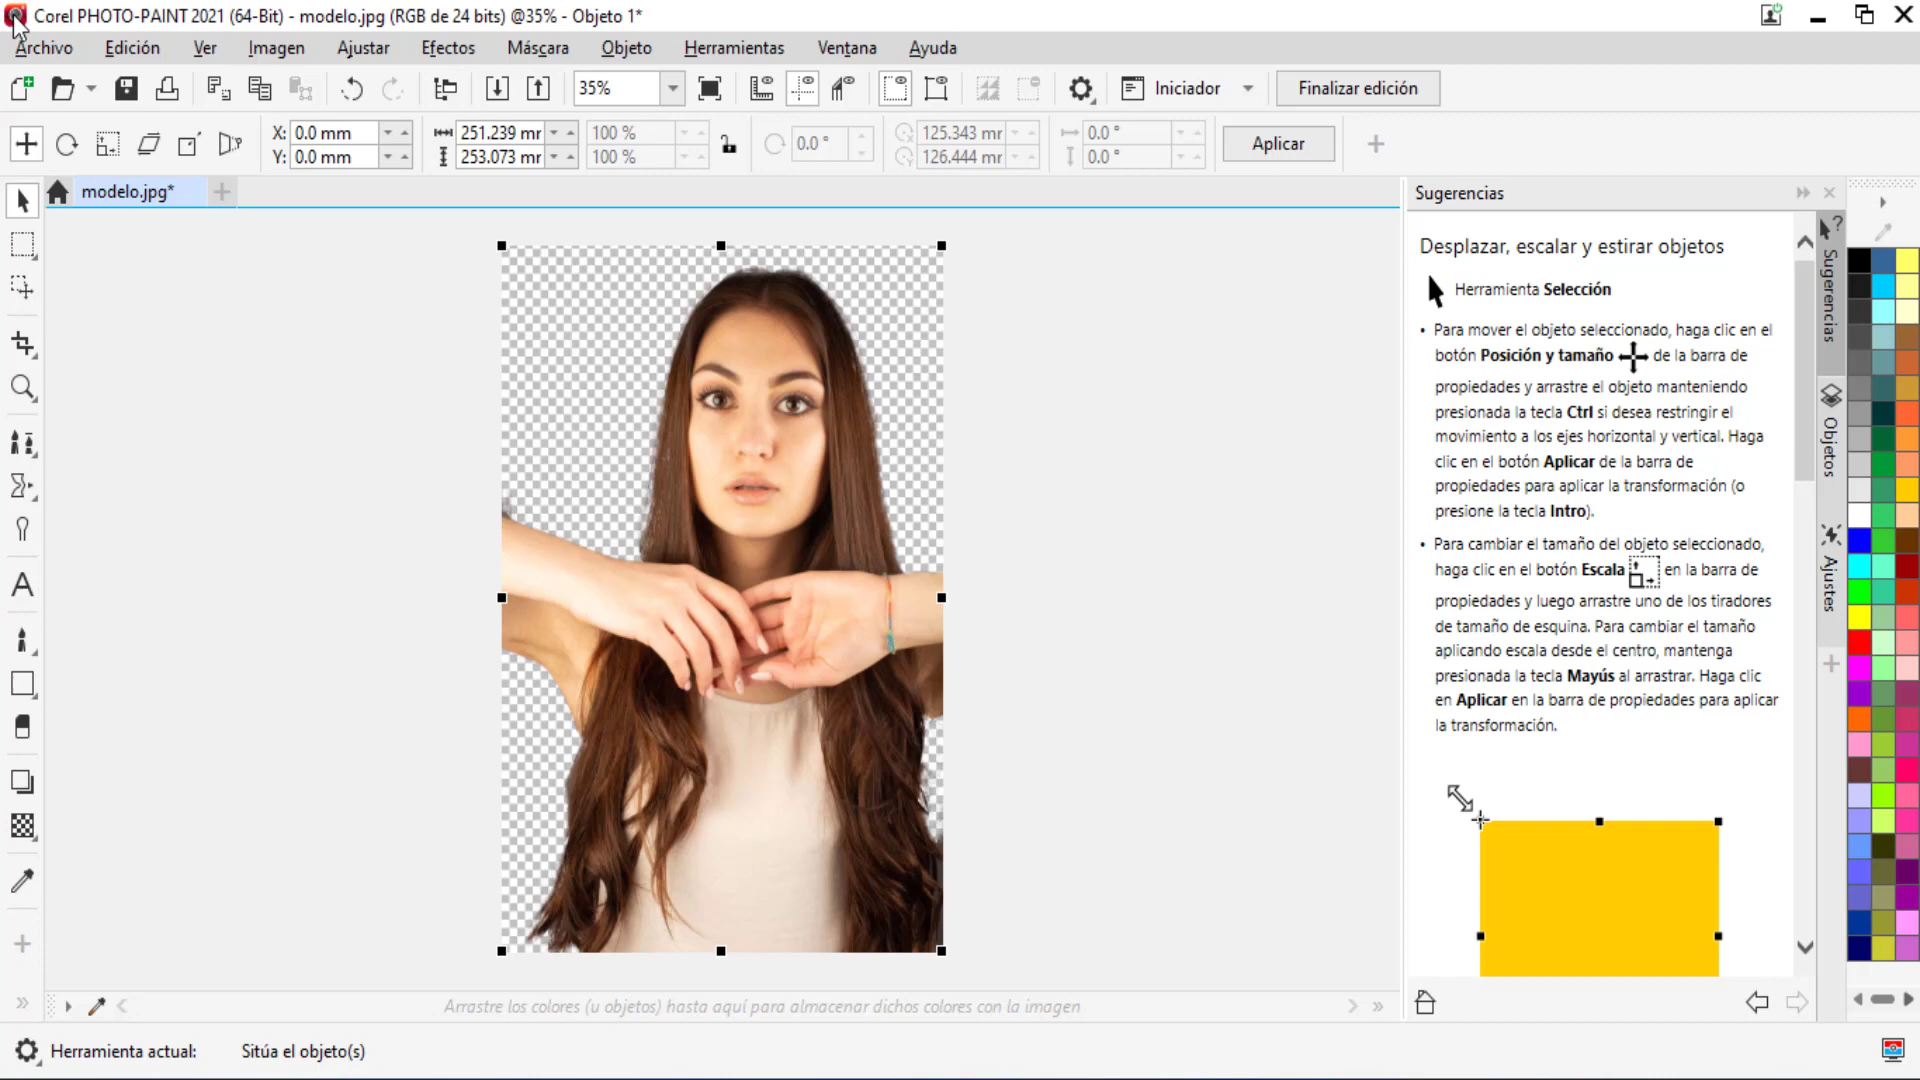 Corel PHOTO-PAINT 2021 (64-Bit) - modelo.jpg (RGB de 24 bits) @35% - Objeto 1*
Archivo Edición Ver Imagen Ajustar Efectos Máscara Objeto Herramientas Ventana Ayuda
35% Iniciador Finalizar edición
X: 0.0 mm 251.239 mr 100 % 0.0 ° 125.343 mr 0.0 ° Aplicar
Y: 0.0 mm 253.073 mr 100 % 126.444 mr 0.0 °
modelo.jpg*
Sugerencias
Desplazar, escalar y estirar objetos
Herramienta Selección
• Para mover el objeto seleccionado, haga clic en el
botón Posición y tamaño de la barra de
propiedades y arrastre el objeto manteniendo
presionada la tecla Ctrl si desea restringir el
movimiento a los ejes horizontal y vertical. Haga
clic en el botón Aplicar de la barra de
propiedades para aplicar la transformación (o
presione la tecla Intro).
• Para cambiar el tamaño del objeto seleccionado,
haga clic en el botón Escala en la barra de
propiedades y luego arrastre uno de los tiradores
de tamaño de esquina. Para cambiar el tamaño
aplicando escala desde el centro, mantenga
presionada la tecla Mayús al arrastrar. Haga clic
en Aplicar en la barra de propiedades para aplicar
la transformación.
Sugerencias
Objetos
Ajustes
Arrastre los colores (u objetos) hasta aquí para almacenar dichos colores con la imagen
Herramienta actual: Sitúa el objeto(s)